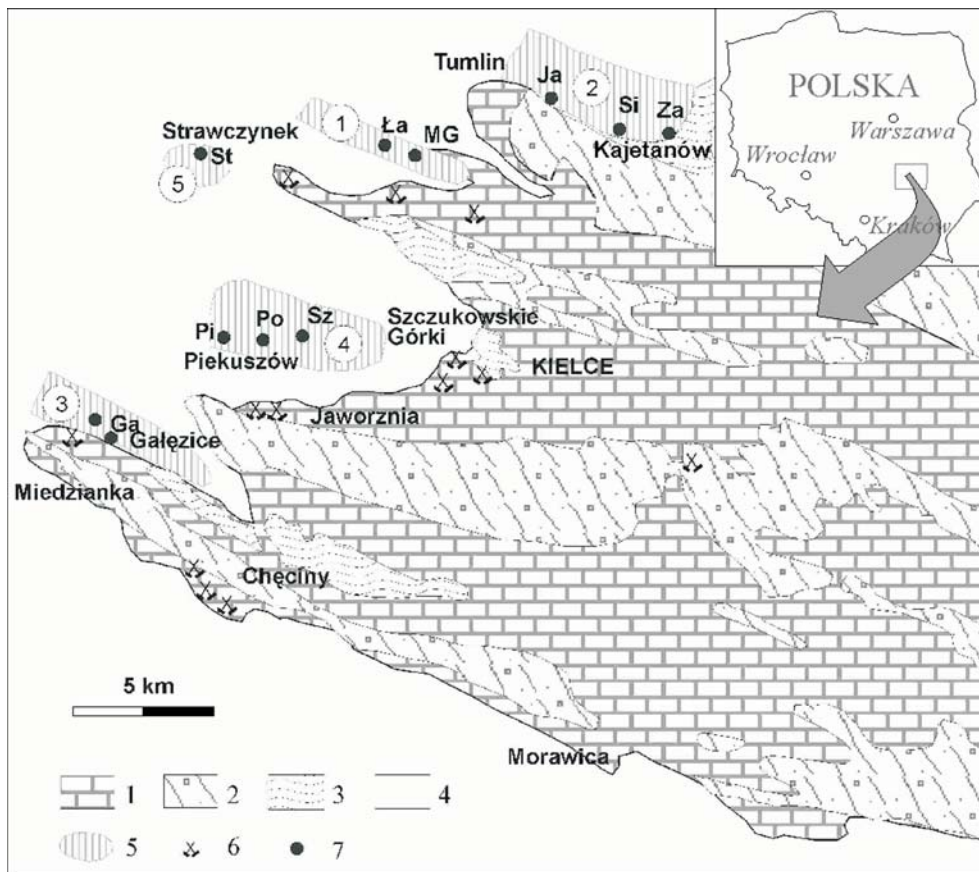 Tumlin
Ja
2
Si
Za
Kajetanów
POLSKA
Warszawa
Wrocław
Kraków
1
Ła
MG
Strawczynek
St
5
Pi
Po
Sz
4
Piekuszów
Szczukowskie
Górki
KIELCE
Jaworznia
3
Ga
Gałęzice
Miedzianka
Chęciny
5 km
Morawica
1 2 3 4
5 6 7